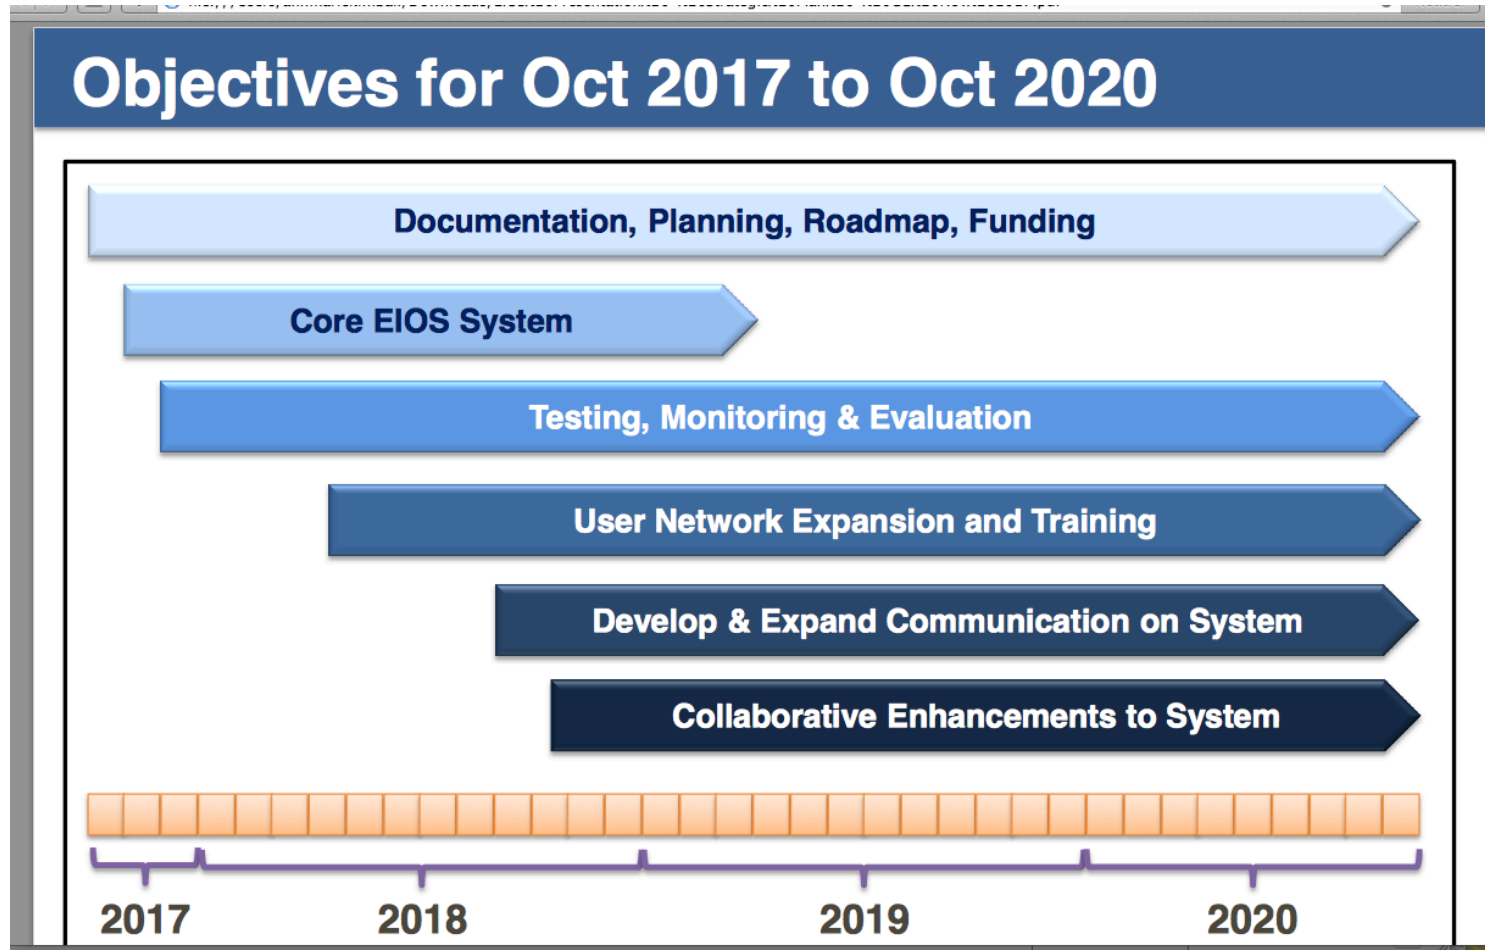 Objectives for Oct 2017 to Oct 2020
Documentation, Planning, Roadmap, Funding
Core EIOS System
Testing, Monitoring & Evaluation
User Network Expansion and Training
Develop & Expand Communication on System
Collaborative Enhancements to System
2017 2018 2019 2020